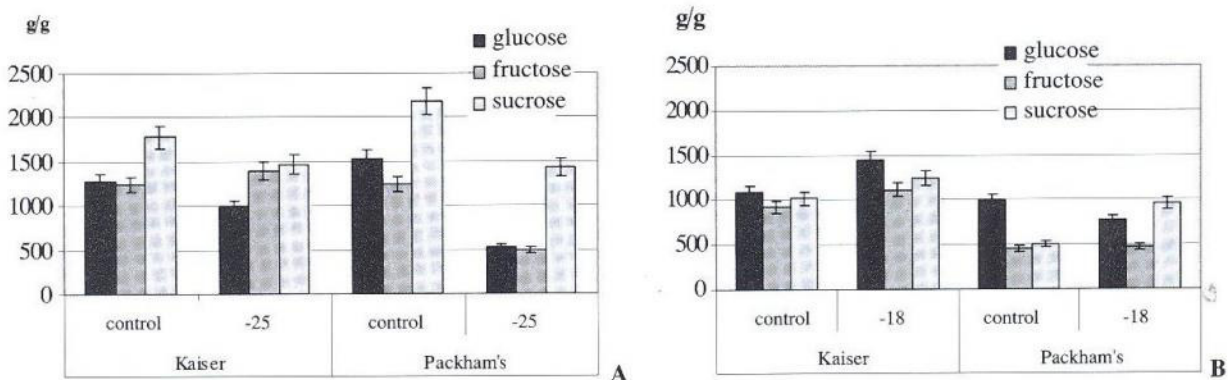 g/g
glucose
fructose
sucrose
2500
2000
1500
1000
500
0
control
-25
control
-25
Kaiser
Packham's
A
g/g
glucose
fructose
sucrose
2500
2000
1500
1000
500
0
control
-18
control
-18
Kaiser
Packham's
B